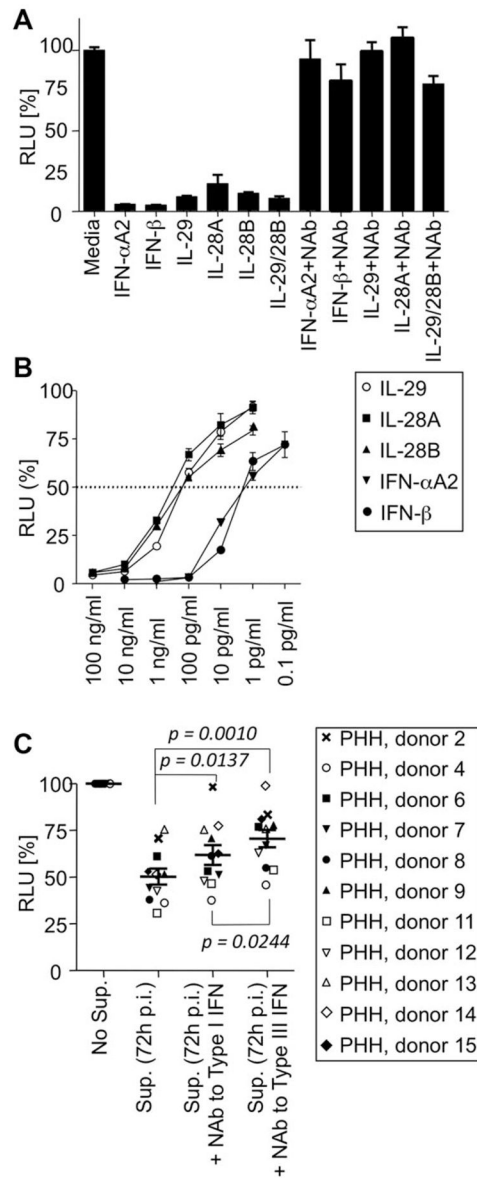 A
RLU [%]
100
75
50
25
0
Media
IFN-αA2
IFN-β
IL-29
IL-28A
IL-28B
IL-29/28B
IFN-αA2+NAb
IFN-β+NAb
IL-29+NAb
IL-28A+NAb
IL-29/28B+NAb
B
RLU (%)
100
75
50
25
0
100 ng/ml
10 ng/ml
1 ng/ml
100 pg/ml
10 pg/ml
1 pg/ml
0.1 pg/ml
IL-29
IL-28A
IL-28B
IFN-αA2
IFN-β
C
p = 0.0010
p = 0.0137
p = 0.0244
RLU [%]
100
75
50
25
0
No Sup.
Sup. (72h p.i.)
Sup. (72h p.i.)
+ NAb to Type I IFN
Sup. (72h p.i.)
+ NAb to Type III IFN
PHH, donor 2
PHH, donor 4
PHH, donor 6
PHH, donor 7
PHH, donor 8
PHH, donor 9
PHH, donor 11
PHH, donor 12
PHH, donor 13
PHH, donor 14
PHH, donor 15